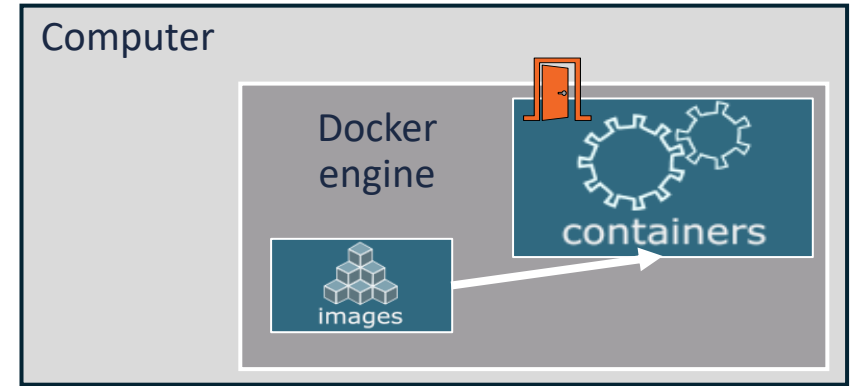 Computer
Docker
engine
containers
images